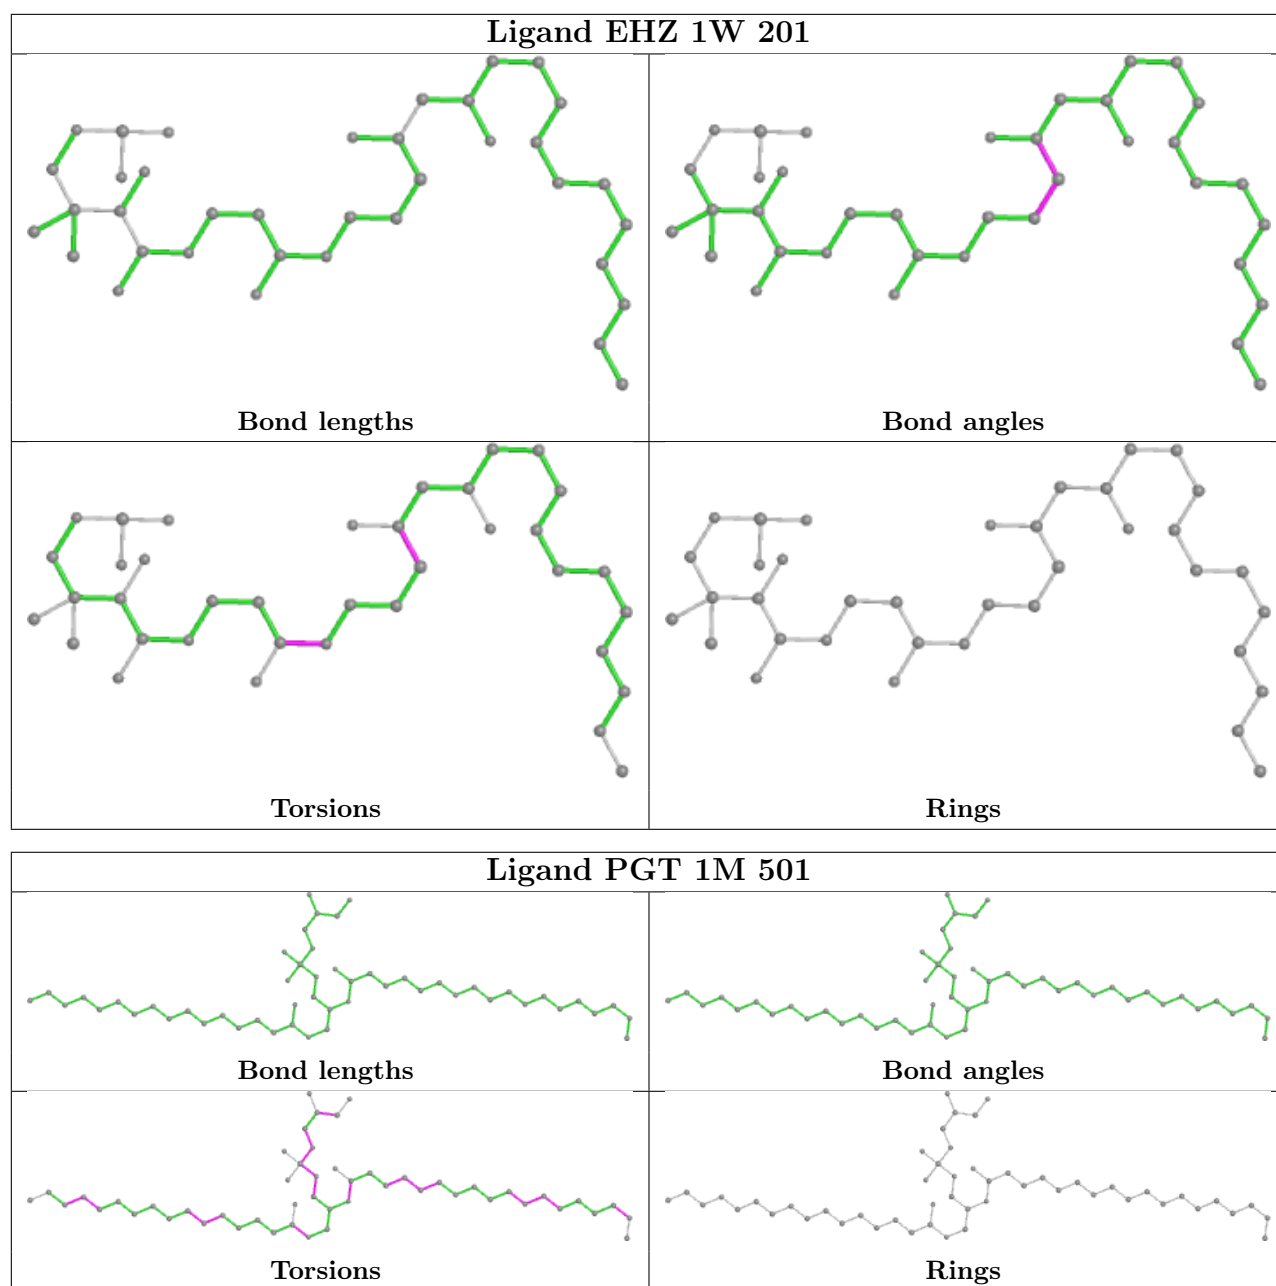 Ligand EHZ 1W 201
Bond lengths
Bond angles
Torsions
Rings
Ligand PGT 1M 501
Bond lengths
Bond angles
Torsions
Rings